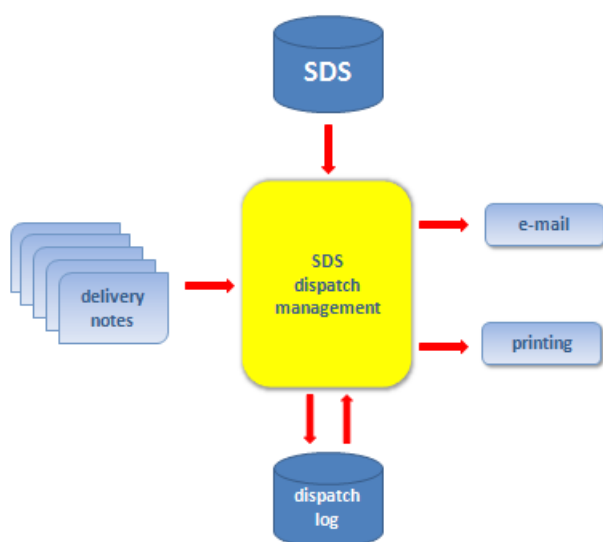 SDS
e-mail
SDS
dispatch
management
delivery
notes
printing
dispatch
log